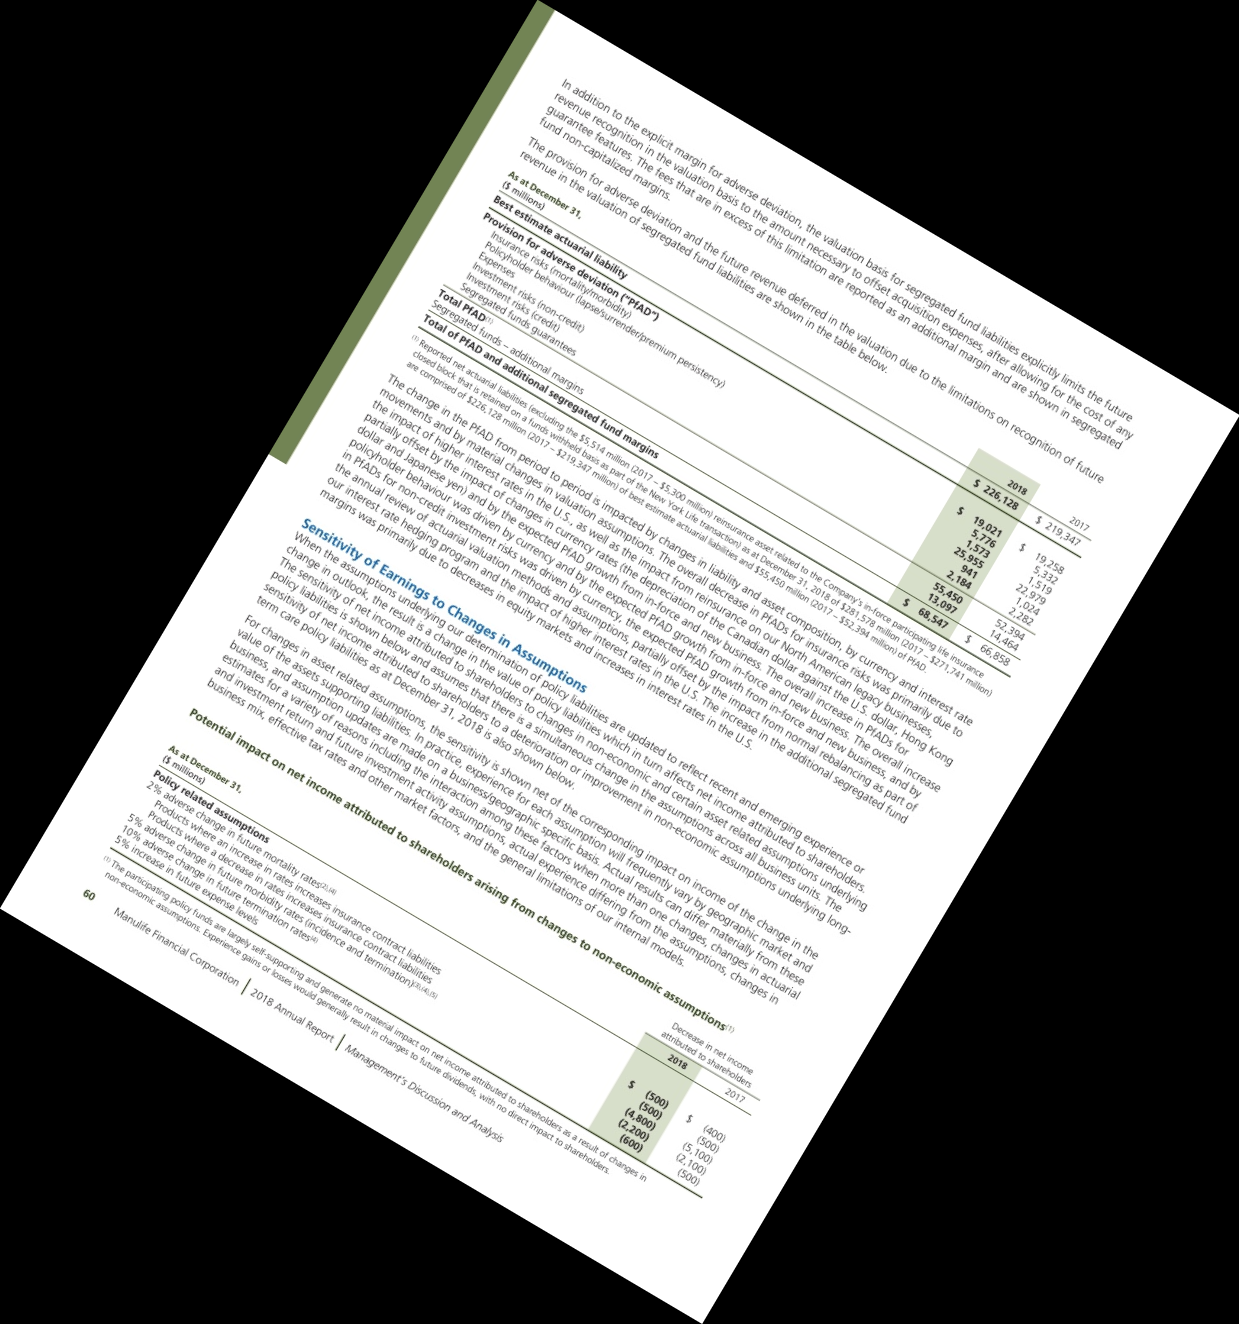 In addition to the explicit margin for adverse deviation, the valuation basis for segregated fund liabilities explicitly limits the future
revenue recognition in the valuation basis to the amount necessary to offset acquisition expenses, after allowing for the cost of any
guarantee features. The fees that are in excess of this limitation are reported as an additional margin and are shown in segregated
fund non-capitalized margins.
The provision for adverse deviation and the future revenue deferred in the valuation due to the limitations on recognition of future
revenue in the valuation of segregated fund liabilities are shown in the table below.
As at December 31,
($ millions) 2018 2017
Best estimate actuarial liability $ 226,128 $ 219,347
Provision for adverse deviation ("PfAD")
Insurance risks (mortality/morbidity) $ 19,021 $ 19,258
Policyholder behaviour (lapse/surrender/premium persistency) 5,776 5,332
Expenses 1,573 1,519
Investment risks (non-credit) 25,955 22,979
Investment risks (credit) 941 1,024
Segregated funds guarantees 2,184 2,282
Total PfAD(1) 55,450 52,394
Segregated funds – additional margins 13,097 14,464
Total of PfAD and additional segregated fund margins $ 68,547 $ 66,858
(1) Reported net actuarial liabilities (excluding the $5,514 million (2017 – $5,300 million) reinsurance asset related to the Company's in-force participating life insurance
closed block that is retained on a funds withheld basis as part of the New York Life transaction) as at December 31, 2018 of $281,578 million (2017 – $271,741 million)
are comprised of $226,128 million (2017 – $219,347 million) of best estimate actuarial liabilities and $55,450 million (2017 – $52,394 million) of PfAD.
The change in the PfAD from period to period is impacted by changes in liability and asset composition, by currency and interest rate
movements and by material changes in valuation assumptions. The overall decrease in PfADs for insurance risks was primarily due to
the impact of higher interest rates in the U.S., as well as the impact from reinsurance on our North American legacy businesses,
partially offset by the impact of changes in currency rates (the depreciation of the Canadian dollar against the U.S. dollar, Hong Kong
dollar and Japanese yen) and by the expected PfAD growth from in-force and new business. The overall increase in PfADs for
policyholder behaviour was driven by currency and by the expected PfAD growth from in-force and new business. The overall increase
in PfADs for non-credit investment risks was driven by currency, the expected PfAD growth from in-force and new business, and by
the annual review of actuarial valuation methods and assumptions, partially offset by the impact from normal rebalancing as part of
our interest rate hedging program and the impact of higher interest rates in the U.S. The increase in the additional segregated fund
margins was primarily due to decreases in equity markets and increases in interest rates in the U.S.
Sensitivity of Earnings to Changes in Assumptions
When the assumptions underlying our determination of policy liabilities are updated to reflect recent and emerging experience or
change in outlook, the result is a change in the value of policy liabilities which in turn affects net income attributed to shareholders.
The sensitivity of net income attributed to shareholders to changes in non-economic and certain asset related assumptions underlying
policy liabilities is shown below and assumes that there is a simultaneous change in the assumptions across all business units. The
sensitivity of net income attributed to shareholders to a deterioration or improvement in non-economic assumptions underlying long-
term care policy liabilities as at December 31, 2018 is also shown below.
For changes in asset related assumptions, the sensitivity is shown net of the corresponding impact on income of the change in the
value of the assets supporting liabilities. In practice, experience for each assumption will frequently vary by geographic market and
business, and assumption updates are made on a business/geographic specific basis. Actual results can differ materially from these
estimates for a variety of reasons including the interaction among these factors when more than one changes, changes in actuarial
and investment return and future investment activity assumptions, actual experience differing from the assumptions, changes in
business mix, effective tax rates and other market factors, and the general limitations of our internal models.
Potential impact on net income attributed to shareholders arising from changes to non-economic assumptions(1)
Decrease in net income
attributed to shareholders
As at December 31,
($ millions) 2018 2017
Policy related assumptions
2% adverse change in future mortality rates(2),(4)
Products where an increase in rates increases insurance contract liabilities $ (500) $ (400)
Products where a decrease in rates increases insurance contract liabilities (500) (500)
5% adverse change in future morbidity rates (incidence and termination)(3),(4),(5) (4,800) (5,100)
10% adverse change in future termination rates(4) (2,200) (2,100)
5% increase in future expense levels (600) (500)
(1) The participating policy funds are largely self-supporting and generate no material impact on net income attributed to shareholders as a result of changes in
non-economic assumptions. Experience gains or losses would generally result in changes to future dividends, with no direct impact to shareholders.
60 Manulife Financial Corporation | 2018 Annual Report | Management's Discussion and Analysis